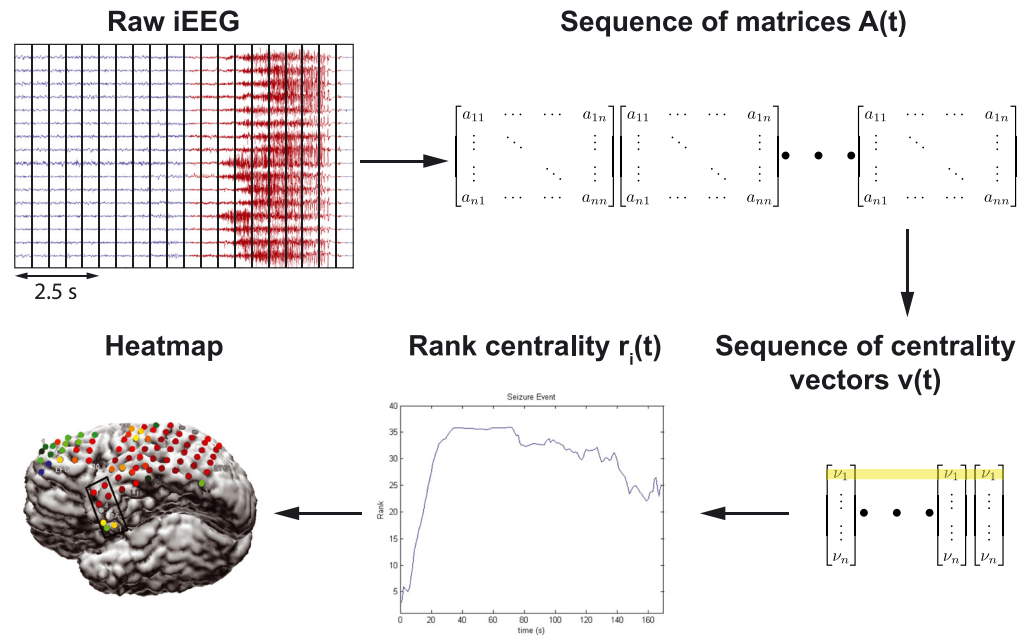 Raw iEEG
Sequence of matrices A(t)
a11 ··· ··· a1n
⋮ ⋱ ⋮
⋮ ⋱ ⋮
an1 ··· ··· ann
a11 ··· ··· a1n
⋮ ⋱ ⋮
⋮ ⋱ ⋮
an1 ··· ··· ann
• • •
a11 ··· ··· a1n
⋮ ⋱ ⋮
⋮ ⋱ ⋮
an1 ··· ··· ann
2.5 s
Heatmap
Rank centrality ri(t)
Seizure Event
Rank
40
35
30
25
20
15
10
5
0
0 20 40 60 80 100 120 140 160
time (s)
Sequence of centrality
vectors v(t)
ν1 • • • ν1 ν1
⋮ ⋮ ⋮
⋮ ⋮ ⋮
νn νn νn